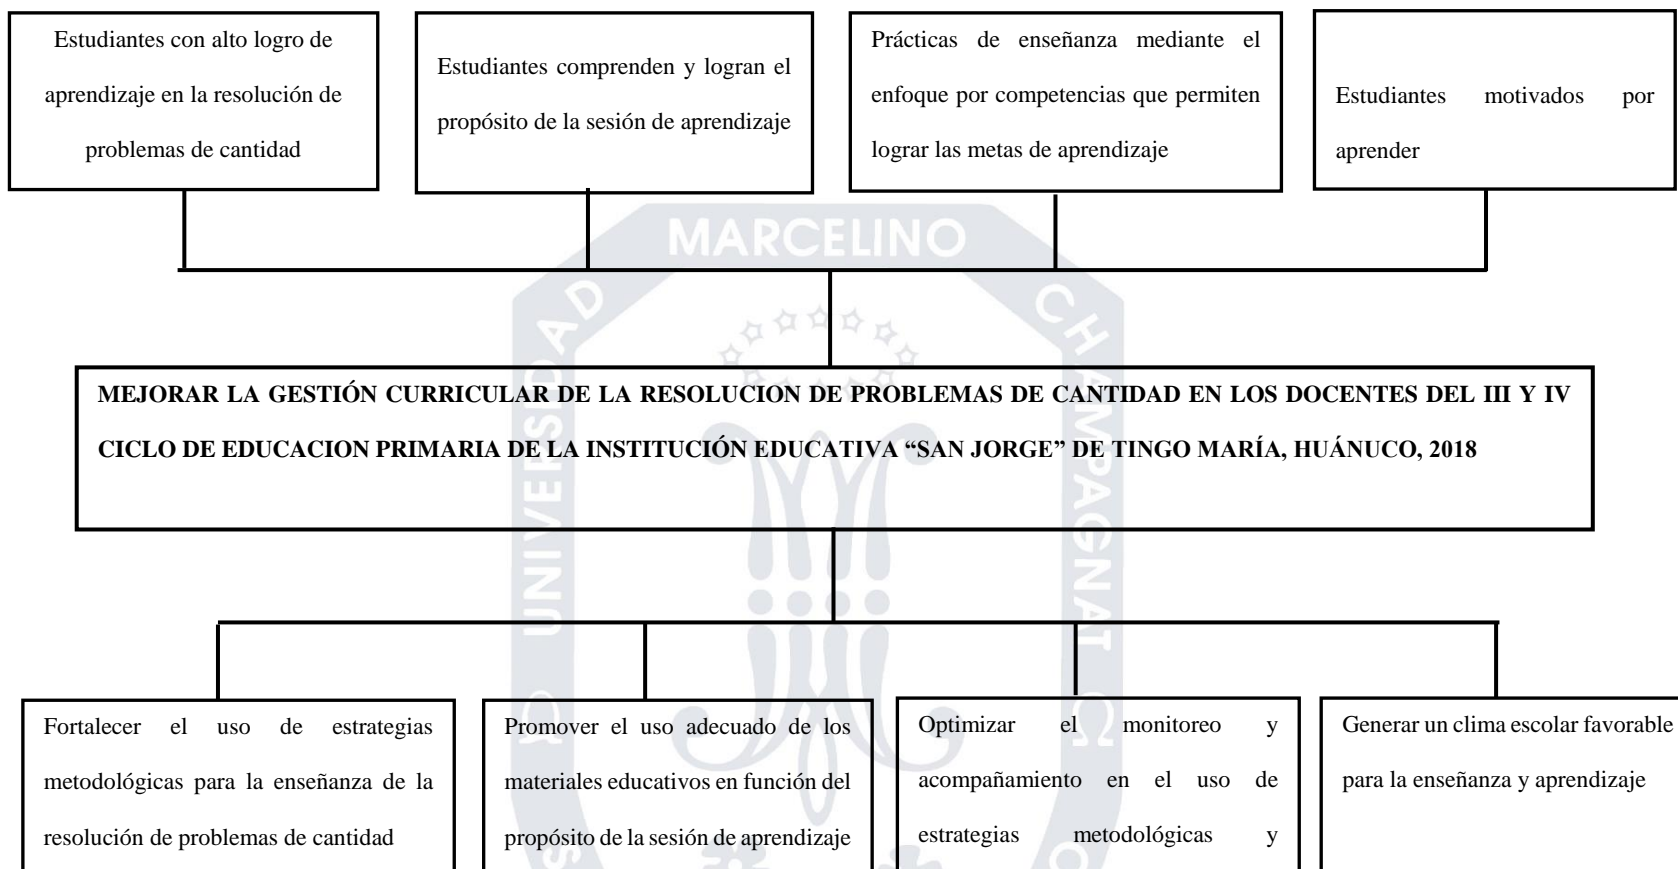 Estudiantes con alto logro de
aprendizaje en la resolución de
problemas de cantidad
Estudiantes comprenden y logran el
propósito de la sesión de aprendizaje
Prácticas de enseñanza mediante el
enfoque por competencias que permiten
lograr las metas de aprendizaje
Estudiantes motivados por
aprender
MARCELINO
CHAMPAGNAT
UNIVERSIDAD
MEJORAR LA GESTIÓN CURRICULAR DE LA RESOLUCION DE PROBLEMAS DE CANTIDAD EN LOS DOCENTES DEL III Y IV
CICLO DE EDUCACION PRIMARIA DE LA INSTITUCIÓN EDUCATIVA “SAN JORGE” DE TINGO MARÍA, HUÁNUCO, 2018
Fortalecer el uso de estrategias
metodológicas para la enseñanza de la
resolución de problemas de cantidad
Promover el uso adecuado de los
materiales educativos en función del
propósito de la sesión de aprendizaje
Optimizar el monitoreo y
acompañamiento en el uso de
estrategias metodológicas y
Generar un clima escolar favorable
para la enseñanza y aprendizaje